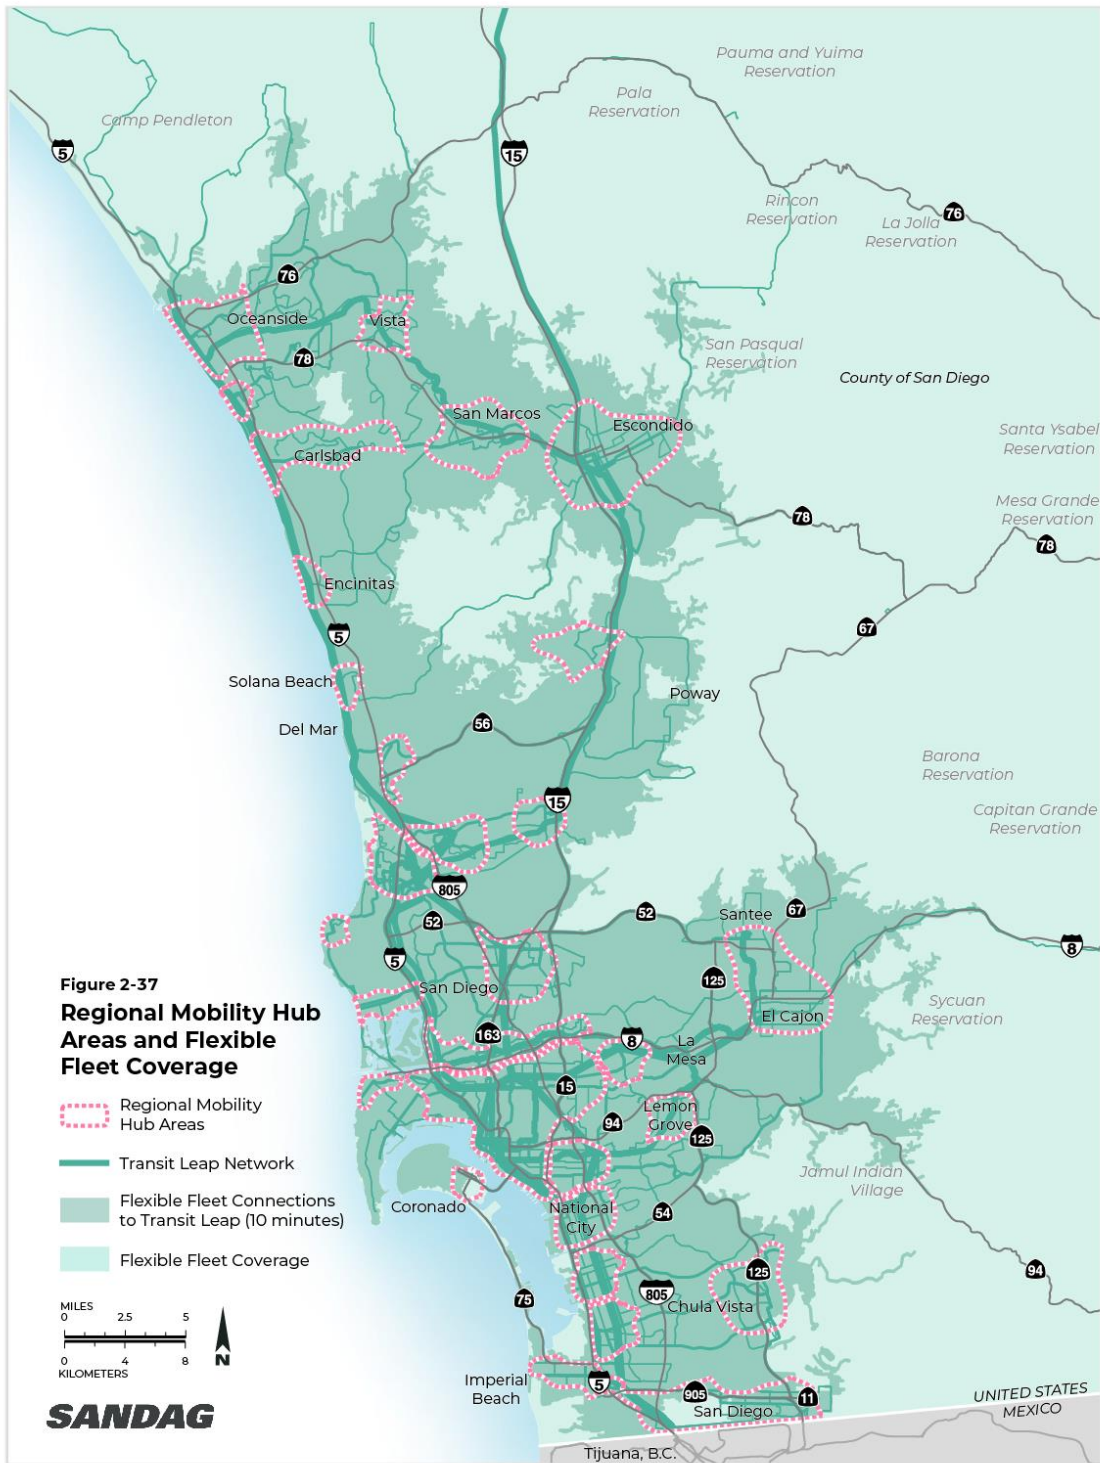 Pauma and Yuima
Reservation
Pala
Reservation
Camp Pendleton
5
15
Rincon
Reservation
La Jolla
Reservation
76
76
Oceanside
Vista
78
San Pasqual
Reservation
County of San Diego
San Marcos
Escondido
Carlsbad
Santa Ysabel
Reservation
Mesa Grande
Reservation
78
78
Encinitas
5
67
Solana Beach
Poway
Del Mar
56
Barona
Reservation
15
Capitan Grande
Reservation
805
52
52
Santee
67
8
5
San Diego
125
El Cajon
Sycuan
Reservation
163
8
La
Mesa
15
94
Lemon
Grove
125
Jamul Indian
Village
Coronado
National
City
54
125
94
75
805
Chula Vista
Imperial
Beach
5
905
11
San Diego
UNITED STATES
MEXICO
Tijuana, B.C.
Figure 2-37
Regional Mobility Hub
Areas and Flexible
Fleet Coverage
Regional Mobility
Hub Areas
Transit Leap Network
Flexible Fleet Connections
to Transit Leap (10 minutes)
Flexible Fleet Coverage
MILES
0 2.5 5
0 4 8
KILOMETERS
N
SANDAG